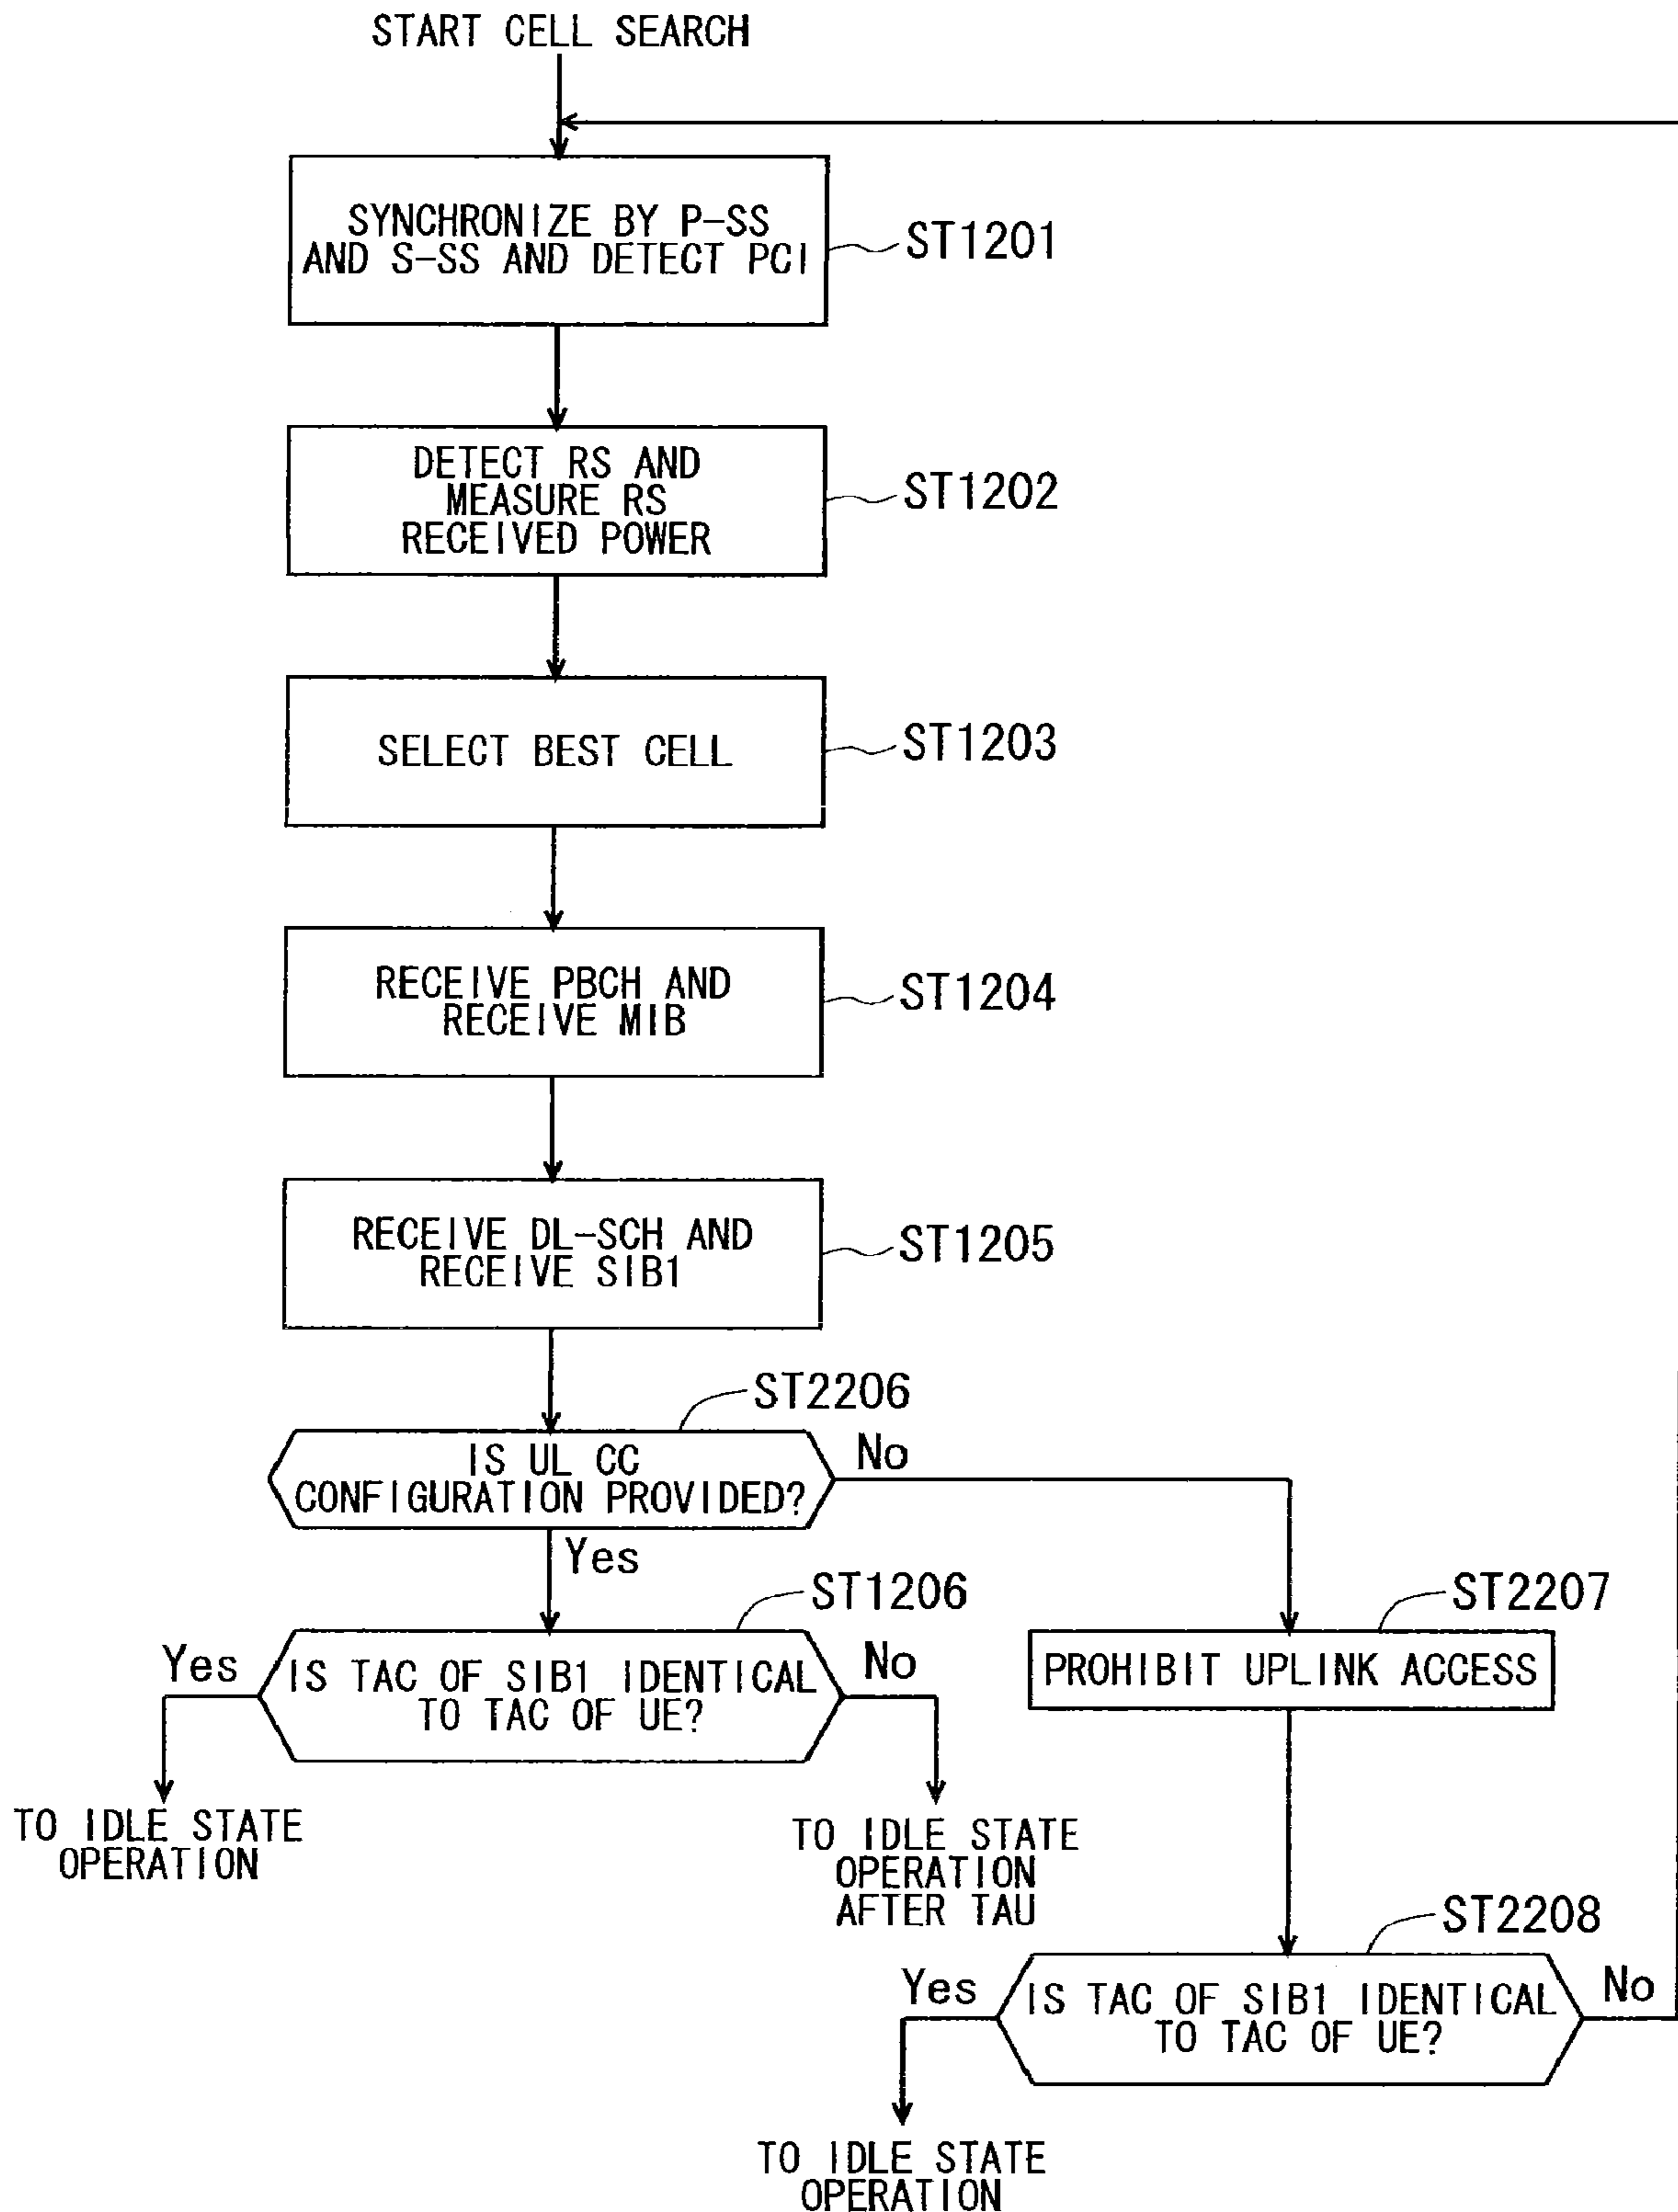 START CELL SEARCH
SYNCHRONIZE BY P-SS
AND S-SS AND DETECT PCI
ST1201
DETECT RS AND
MEASURE RS
RECEIVED POWER
ST1202
SELECT BEST CELL
ST1203
RECEIVE PBCH AND
RECEIVE MIB
ST1204
RECEIVE DL-SCH AND
RECEIVE SIB1
ST1205
ST2206
IS UL CC
CONFIGURATION PROVIDED?
No
Yes
ST1206
IS TAC OF SIB1 IDENTICAL
TO TAC OF UE?
Yes
No
TO IDLE STATE
OPERATION
TO IDLE STATE
OPERATION
AFTER TAU
ST2207
PROHIBIT UPLINK ACCESS
ST2208
IS TAC OF SIB1 IDENTICAL
TO TAC OF UE?
Yes
No
TO IDLE STATE
OPERATION